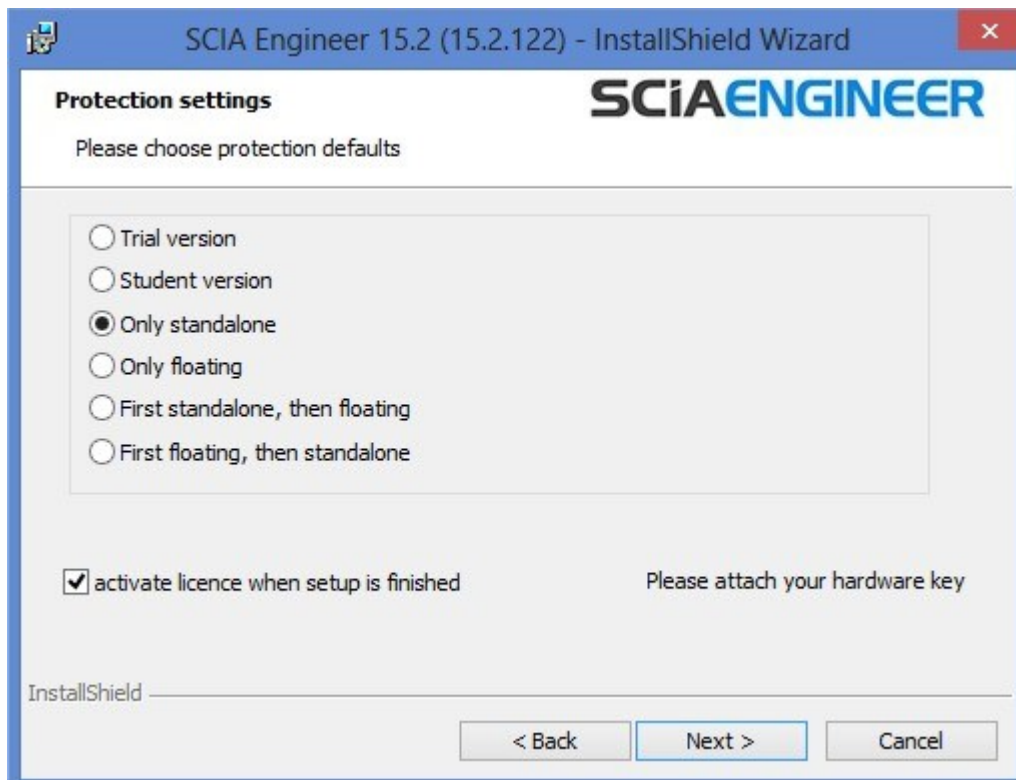 SCIA Engineer 15.2 (15.2.122) - InstallShield Wizard
Protection settings
SCiAENGINEER
Please choose protection defaults
Trial version
Student version
Only standalone
Only floating
First standalone, then floating
First floating, then standalone
activate licence when setup is finished
Please attach your hardware key
InstallShield
< Back
Next >
Cancel